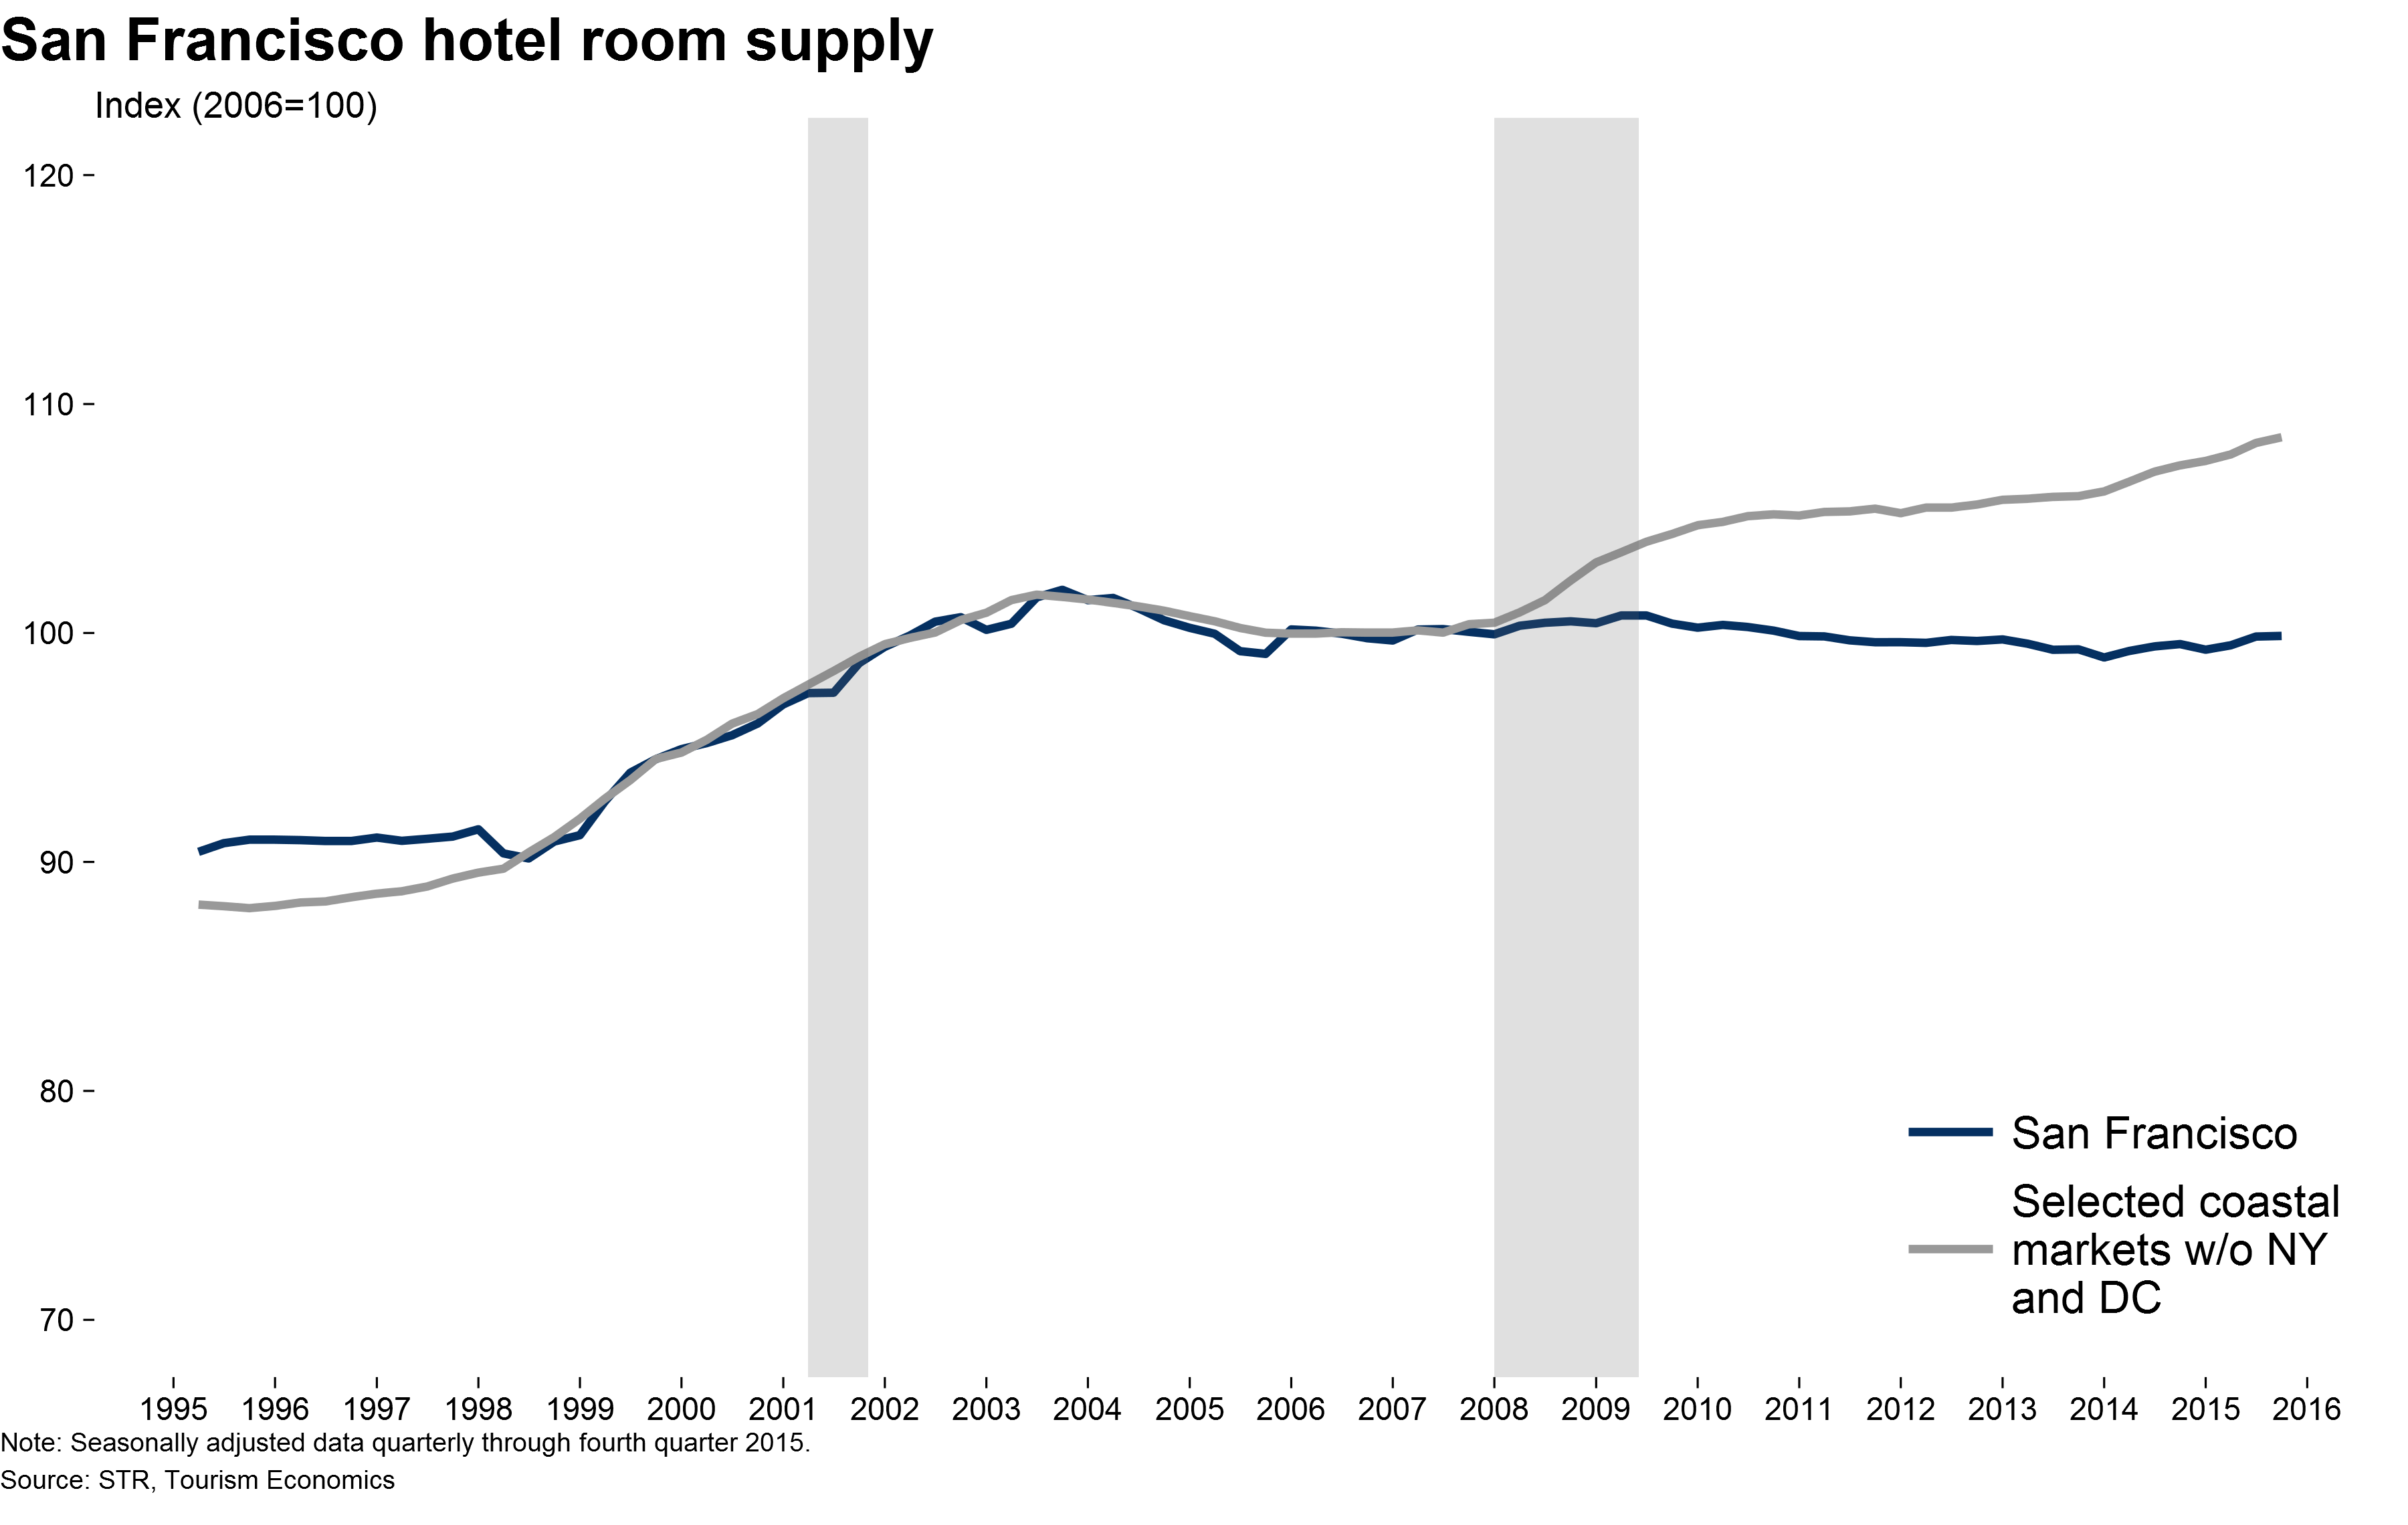 San Francisco hotel room supply
Index (2006=100)
120
110
100
90
80
70
San Francisco
Selected coastal
markets w/o NY
and DC
1995 1996 1997 1998 1999 2000 2001 2002 2003 2004 2005 2006 2007 2008 2009 2010 2011 2012 2013 2014 2015 2016
Note: Seasonally adjusted data quarterly through fourth quarter 2015.
Source: STR, Tourism Economics